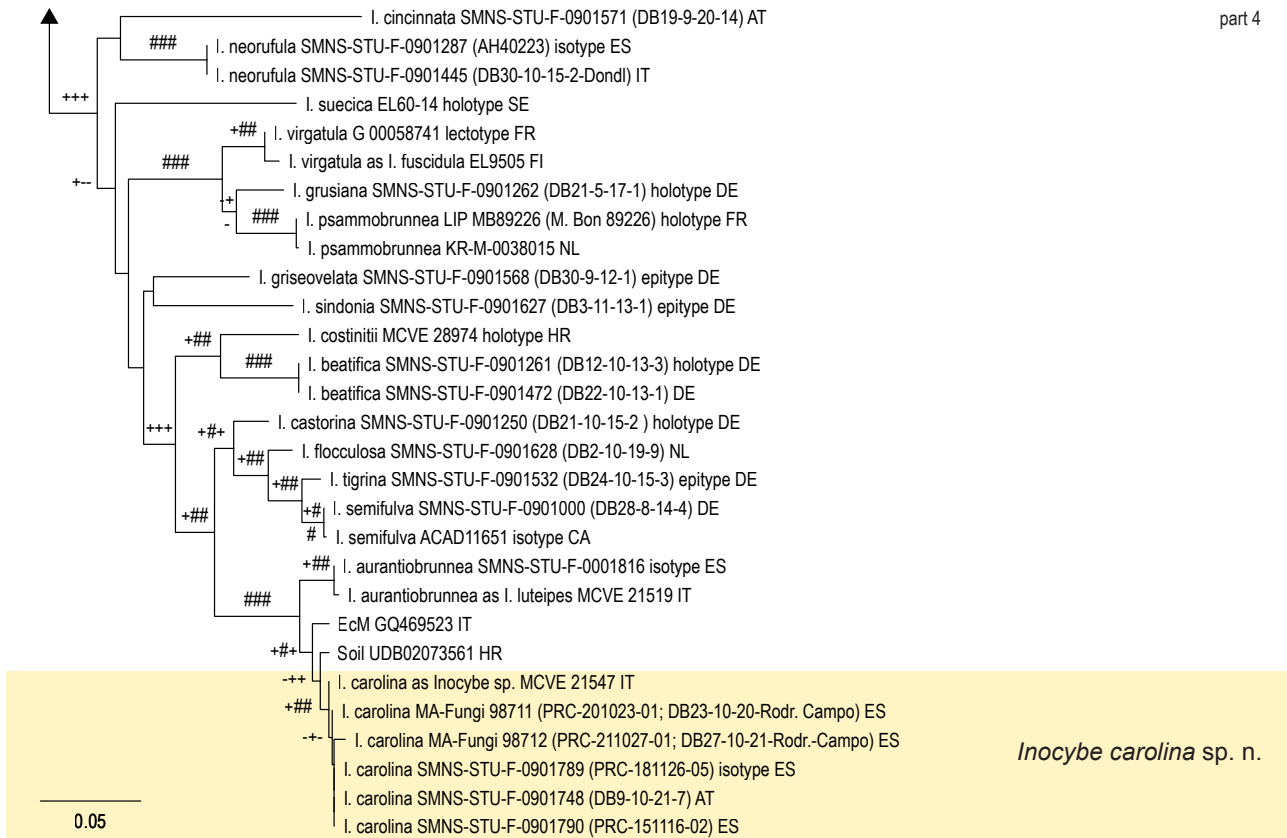 I. cincinnata SMNS-STU-F-0901571 (DB19-9-20-14) AT
part 4
###
I. neorufula SMNS-STU-F-0901287 (AH40223) isotype ES
I. neorufula SMNS-STU-F-0901445 (DB30-10-15-2-Dondl) IT
+++
I. suecica EL60-14 holotype SE
+##
I. virgatula G 00058741 lectotype FR
###
I. virgatula as I. fuscidula EL9505 FI
+--
I. grusiana SMNS-STU-F-0901262 (DB21-5-17-1) holotype DE
-+
-
###
I. psammobrunnea LIP MB89226 (M. Bon 89226) holotype FR
I. psammobrunnea KR-M-0038015 NL
I. griseovelata SMNS-STU-F-0901568 (DB30-9-12-1) epitype DE
I. sindonia SMNS-STU-F-0901627 (DB3-11-13-1) epitype DE
+##
I. costinitii MCVE 28974 holotype HR
###
I. beatifica SMNS-STU-F-0901261 (DB12-10-13-3) holotype DE
I. beatifica SMNS-STU-F-0901472 (DB22-10-13-1) DE
+++
+#+
I. castorina SMNS-STU-F-0901250 (DB21-10-15-2 ) holotype DE
+##
I. flocculosa SMNS-STU-F-0901628 (DB2-10-19-9) NL
+##
I. tigrina SMNS-STU-F-0901532 (DB24-10-15-3) epitype DE
+##
+#
#
I. semifulva SMNS-STU-F-0901000 (DB28-8-14-4) DE
I. semifulva ACAD11651 isotype CA
+##
I. aurantiobrunnea SMNS-STU-F-0001816 isotype ES
###
I. aurantiobrunnea as I. luteipes MCVE 21519 IT
EcM GQ469523 IT
+#+
Soil UDB02073561 HR
-++
I. carolina as Inocybe sp. MCVE 21547 IT
+##
I. carolina MA-Fungi 98711 (PRC-201023-01; DB23-10-20-Rodr. Campo) ES
-+-
I. carolina MA-Fungi 98712 (PRC-211027-01; DB27-10-21-Rodr.-Campo) ES
Inocybe carolina sp. n.
I. carolina SMNS-STU-F-0901789 (PRC-181126-05) isotype ES
I. carolina SMNS-STU-F-0901748 (DB9-10-21-7) AT
I. carolina SMNS-STU-F-0901790 (PRC-151116-02) ES
0.05